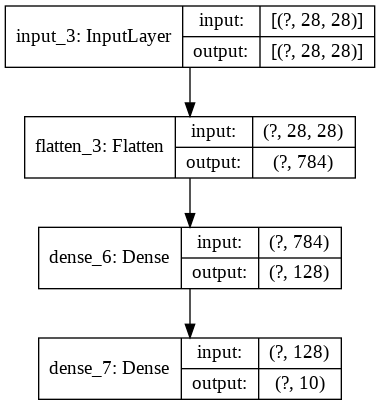 input_3: InputLayer
input: [(?, 28, 28)]
output: [(?, 28, 28)]
flatten_3: Flatten
input: (?, 28, 28)
output: (?, 784)
dense_6: Dense
input: (?, 784)
output: (?, 128)
dense_7: Dense
input: (?, 128)
output: (?, 10)